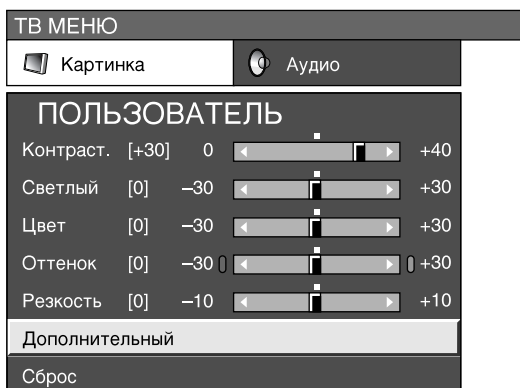 ТВ МЕНЮ
Картинка Аудио
ПОЛЬЗОВАТЕЛЬ
Контраст. [+30] 0 +40
Светлый [0] –30 +30
Цвет [0] –30 +30
Оттенок [0] –30 +30
Резкость [0] –10 +10
Дополнительный
Сброс